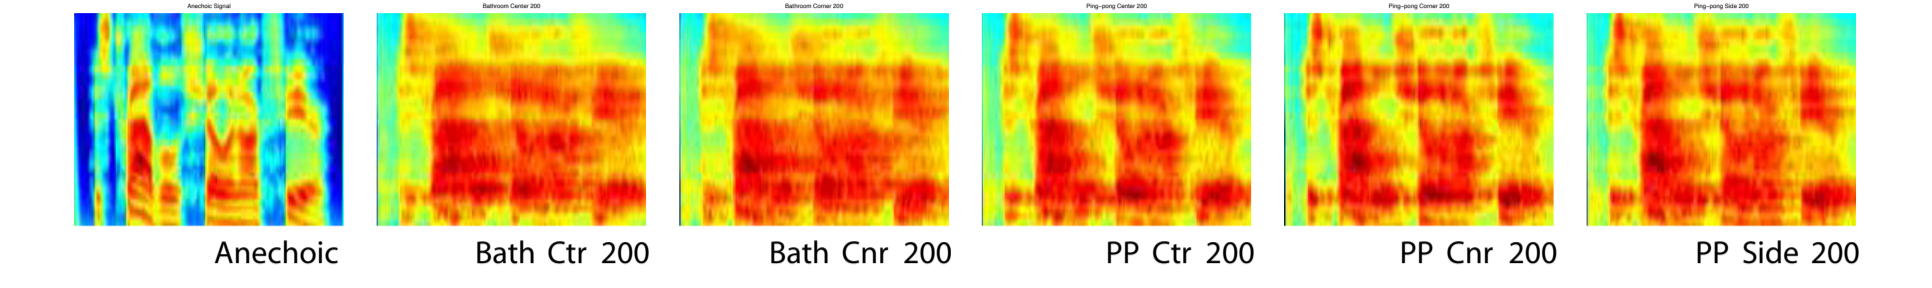 Anechoic Signal
Bathroom Center 200
Bathroom Corner 200
Ping-pong Center 200
Ping-pong Corner 200
Ping-pong Side 200
Anechoic
Bath Ctr 200
Bath Cnr 200
PP Ctr 200
PP Cnr 200
PP Side 200